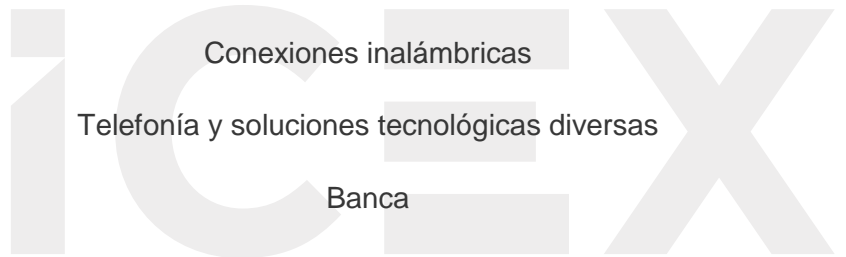 iCEX
Conexiones inalámbricas
Telefonía y soluciones tecnológicas diversas
Banca